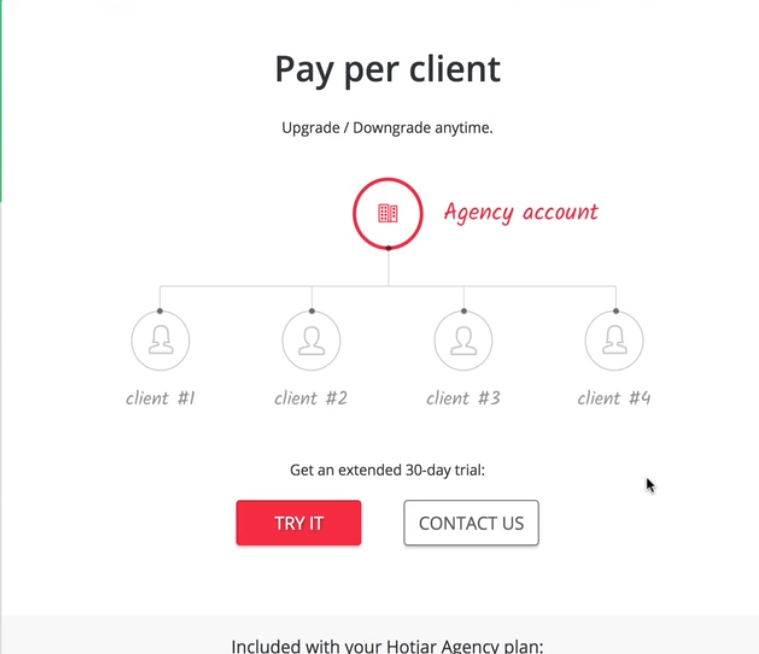 Pay per client
Upgrade / Downgrade anytime.
Agency account
client #1 client #2 client #3 client #4
Get an extended 30-day trial:
TRY IT CONTACT US
Included with your Hotjar Agency plan: